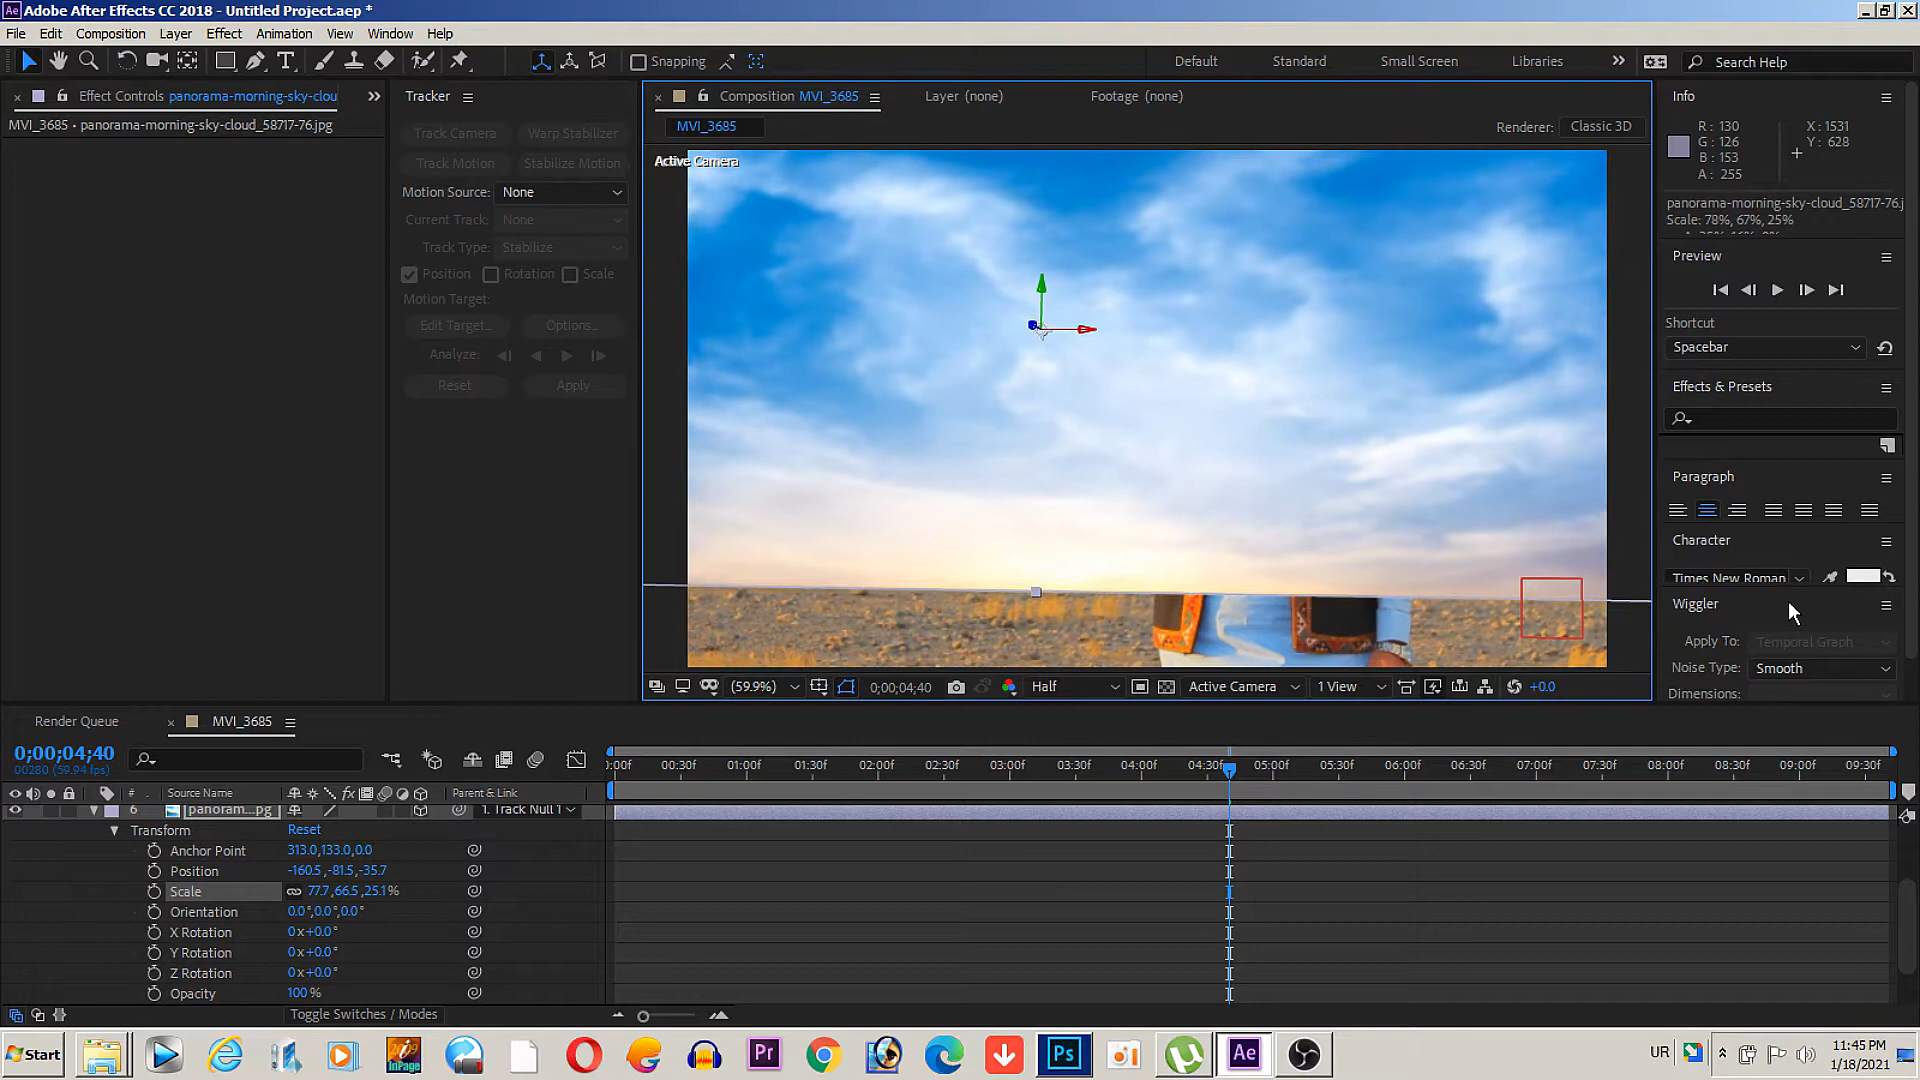 Adobe After Effects CC 2018 - Untitled Project.aep *
File Edit Composition Layer Effect Animation View Window Help
Snapping
Default Standard Small Screen Libraries
Search Help
Effect Controls panorama-morning-sky-clou
MVI_3685 • panorama-morning-sky-cloud_58717-76.jpg
Tracker
Track Camera Warp Stabilizer
Track Motion Stabilize Motion
Motion Source: None
Current Track: None
Track Type: Stabilize
Position Rotation Scale
Motion Target:
Edit Target... Options...
Analyze:
Reset Apply
Composition MVI_3685 Layer (none) Footage (none)
MVI_3685
Renderer: Classic 3D
Active Camera
(59.9%) 0;00;04;40 Half Active Camera 1 View +0.0
Info
R: 130 X: 1531
G: 126 Y: 628
B: 153
A: 255
panorama-morning-sky-cloud_58717-76.j
Scale: 78%, 67%, 25%
Preview
Shortcut
Spacebar
Effects & Presets
Paragraph
Character
Times New Roman
Wiggler
Apply To: Temporal Graph
Noise Type: Smooth
Dimensions:
Render Queue MVI_3685
0;00;04;40
00280 (59.94 fps)
:00f 00:30f 01:00f 01:30f 02:00f 02:30f 03:00f 03:30f 04:00f 04:30f 05:00f 05:30f 06:00f 06:30f 07:00f 07:30f 08:00f 08:30f 09:00f 09:30f
# Source Name fx Parent & Link
6 panoram...pg 1. Track Null 1
Transform Reset
Anchor Point 313.0,133.0,0.0
Position -160.5,-81.5,-35.7
Scale 77.7,66.5,25.1%
Orientation 0.0°,0.0°,0.0°
X Rotation 0x+0.0°
Y Rotation 0x+0.0°
Z Rotation 0x+0.0°
Opacity 100%
Toggle Switches / Modes
Start
InPage
Pr
Ps
Ae
UR
11:45 PM
1/18/2021